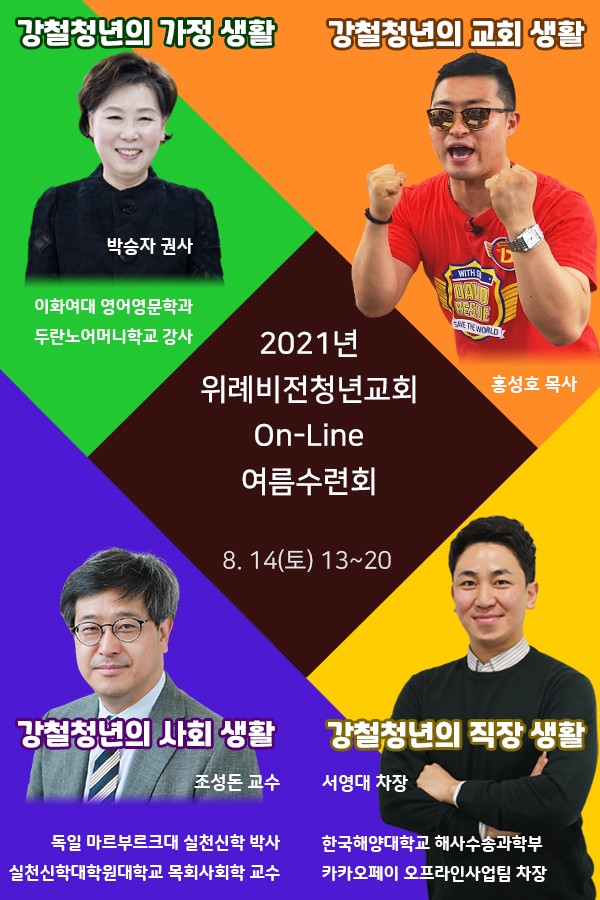 강철청년의 가정 생활
강철청년의 교회 생활
박승자 권사
이화여대 영어영문학과
두란노어머니학교 강사
WITH G
SAVE THE WORLD
홍성호 목사
2021년
위례비전청년교회
On-Line
여름수련회
8. 14(토) 13~20
강철청년의 사회 생활
조성돈 교수
독일 마르부르크대 실천신학 박사
실천신학대학원대학교 목회사회학 교수
강철청년의 직장 생활
서영대 차장
한국해양대학교 해사수송과학부
카카오페이 오프라인사업팀 차장